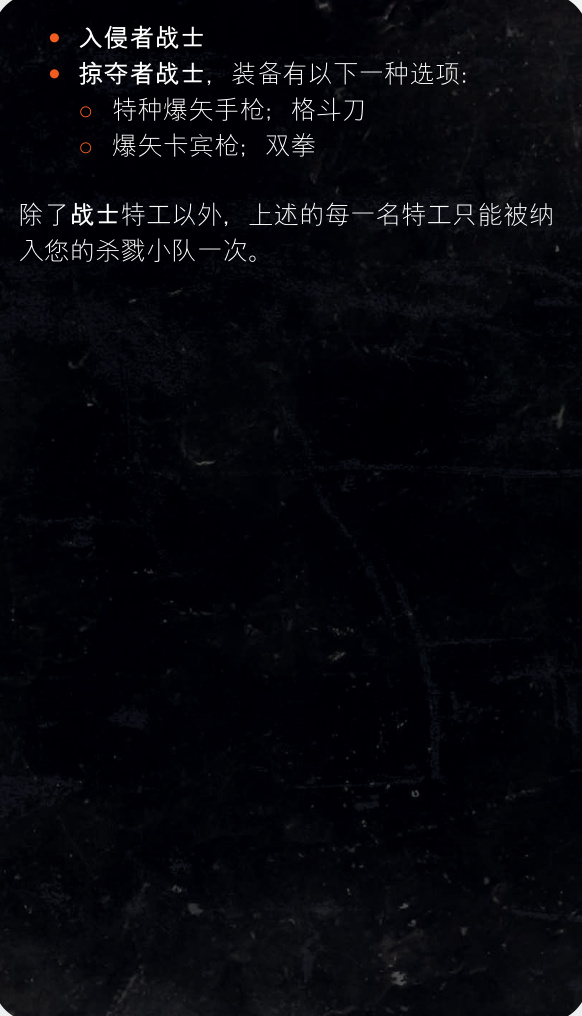 入侵者战士
掠夺者战士，装备有以下一种选项:
特种爆矢手枪；格斗刀
爆矢卡宾枪；双拳
除了战士特工以外，上述的每一名特工只能被纳
入您的杀戮小队一次。